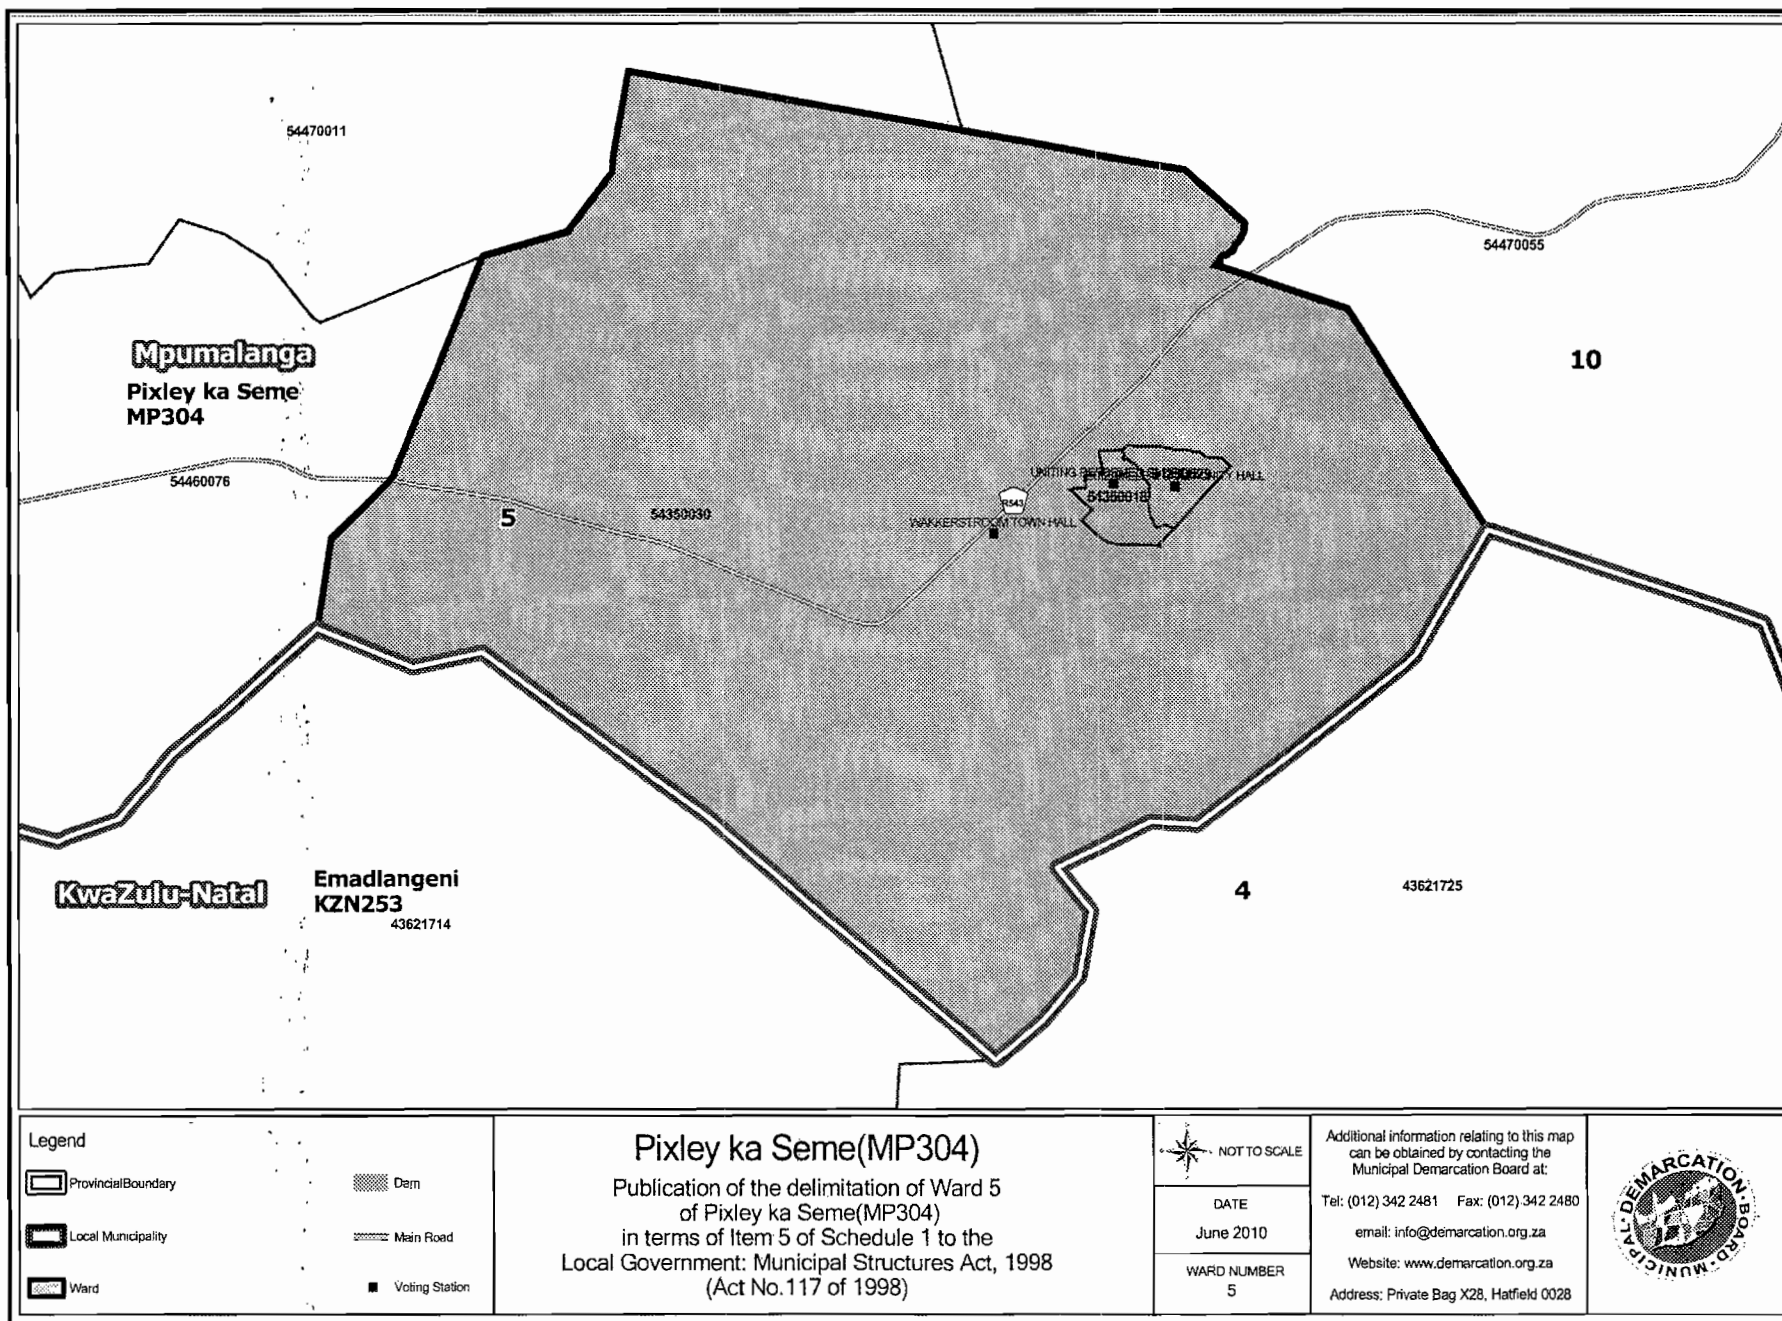 54470011
54470055
Mpumalanga
Pixley ka Seme
MP304
10
54460076
5
54350030
R543
WAKKERSTROOM TOWN HALL
UNITING
HALL
54350018
KwaZulu-Natal
Emadlangeni
KZN253
43621714
4
43621725
Legend
ProvincialBoundary
Local Municipality
Ward
Dam
Main Road
Voting Station
Pixley ka Seme(MP304)
Publication of the delimitation of Ward 5
of Pixley ka Seme(MP304)
in terms of Item 5 of Schedule 1 to the
Local Government: Municipal Structures Act, 1998
(Act No.117 of 1998)
NOT TO SCALE
DATE
June 2010
WARD NUMBER
5
Additional information relating to this map
can be obtained by contacting the
Municipal Demarcation Board at:
Tel: (012) 342 2481 Fax: (012) 342 2480
email: info@demarcation.org.za
Website: www.demarcation.org.za
Address: Private Bag X28, Hatfield 0028
MUNICIPAL DEMARCATION BOARD